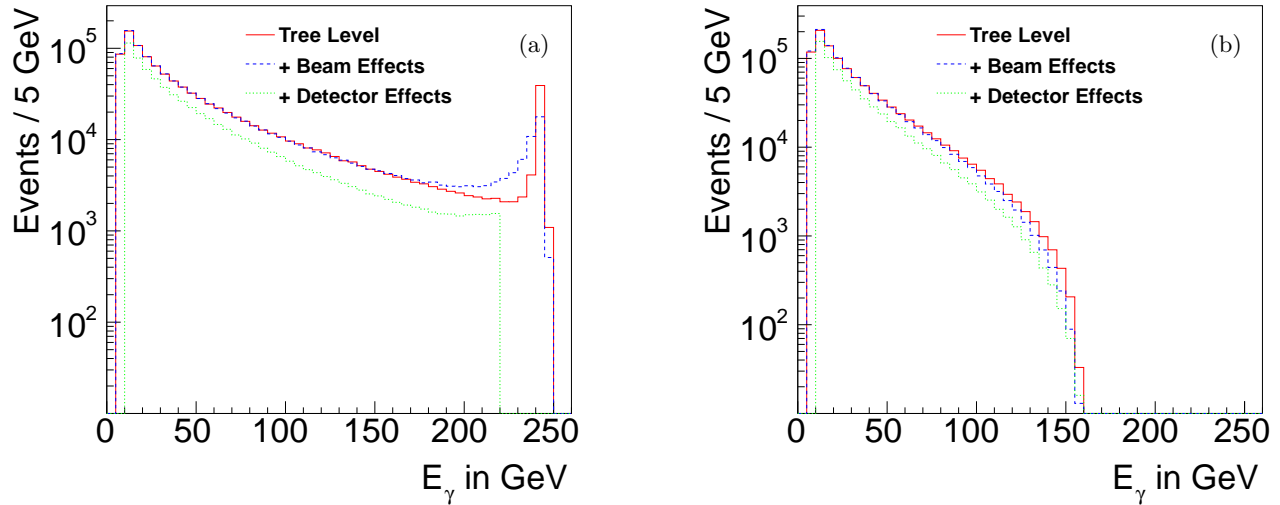 Events / 5 GeV
10^5
10^4
10^3
10^2
Tree Level
+ Beam Effects
+ Detector Effects
(a)
0 50 100 150 200 250
E_γ in GeV
Events / 5 GeV
10^5
10^4
10^3
10^2
Tree Level
+ Beam Effects
+ Detector Effects
(b)
0 50 100 150 200 250
E_γ in GeV